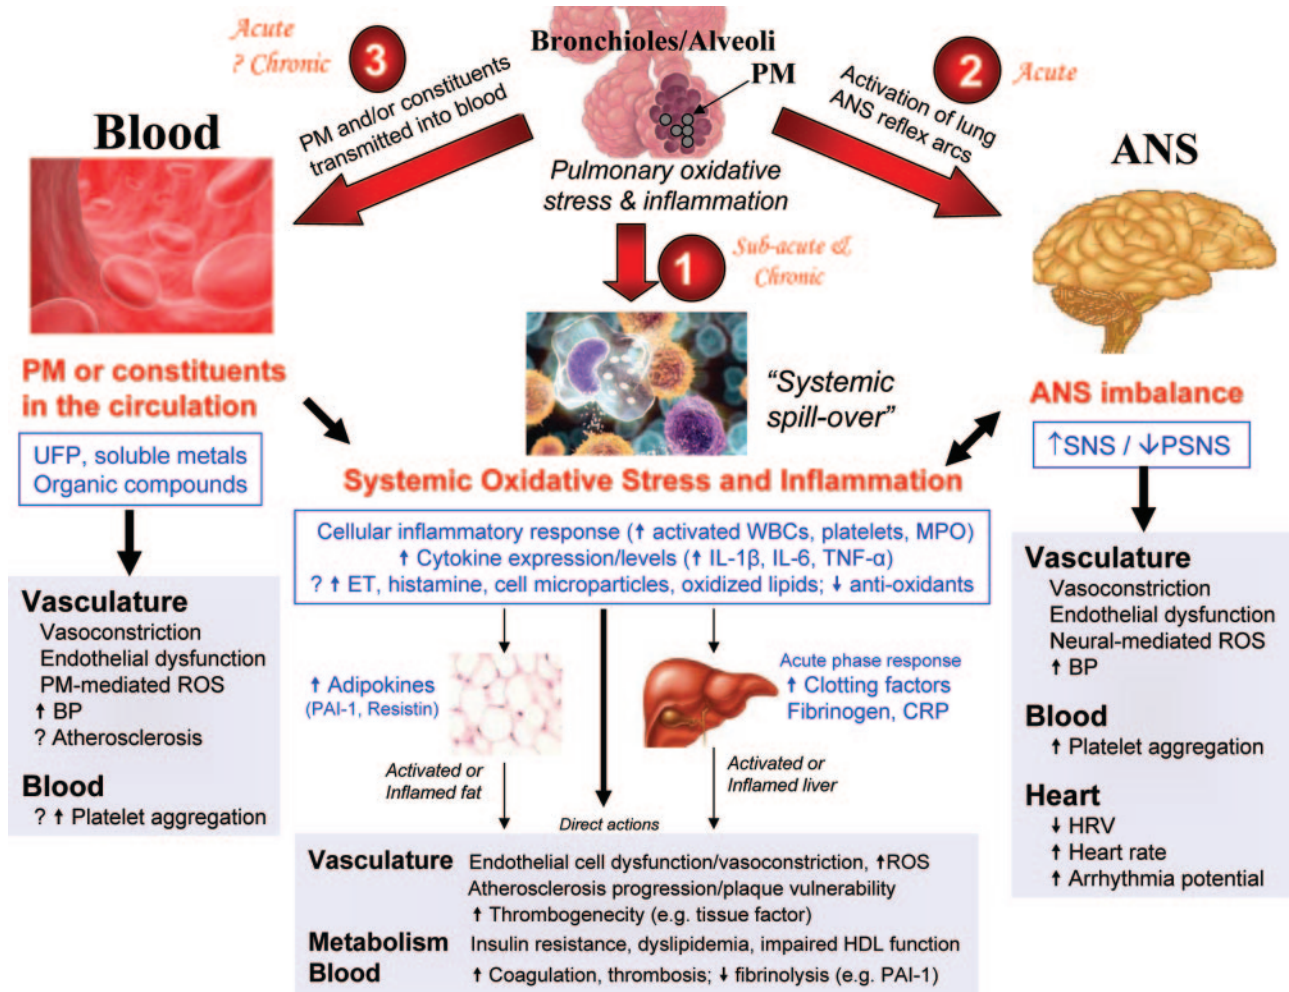 Acute
? Chronic
3
PM and/or constituents
transmitted into blood
Bronchioles/Alveoli
PM
Pulmonary oxidative
stress & inflammation
Activation of lung
ANS reflex arcs
2
Acute
Blood
ANS
1
Sub-acute &
Chronic
"Systemic
spill-over"
PM or constituents
in the circulation
UFP, soluble metals
Organic compounds
Vasculature
Vasoconstriction
Endothelial dysfunction
PM-mediated ROS
↑ BP
? Atherosclerosis
Blood
? ↑ Platelet aggregation
Systemic Oxidative Stress and Inflammation
Cellular inflammatory response (↑ activated WBCs, platelets, MPO)
↑ Cytokine expression/levels (↑ IL-1β, IL-6, TNF-α)
? ↑ ET, histamine, cell microparticles, oxidized lipids; ↓ anti-oxidants
↑ Adipokines
(PAI-1, Resistin)
Activated or
Inflamed fat
Acute phase response
↑ Clotting factors
Fibrinogen, CRP
Activated or
Inflamed liver
Direct actions
Vasculature Endothelial cell dysfunction/vasoconstriction, ↑ROS
Atherosclerosis progression/plaque vulnerability
↑ Thrombogenecity (e.g. tissue factor)
Metabolism Insulin resistance, dyslipidemia, impaired HDL function
Blood ↑ Coagulation, thrombosis; ↓ fibrinolysis (e.g. PAI-1)
ANS imbalance
↑SNS / ↓PSNS
Vasculature
Vasoconstriction
Endothelial dysfunction
Neural-mediated ROS
↑ BP
Blood
↑ Platelet aggregation
Heart
↓ HRV
↑ Heart rate
↑ Arrhythmia potential